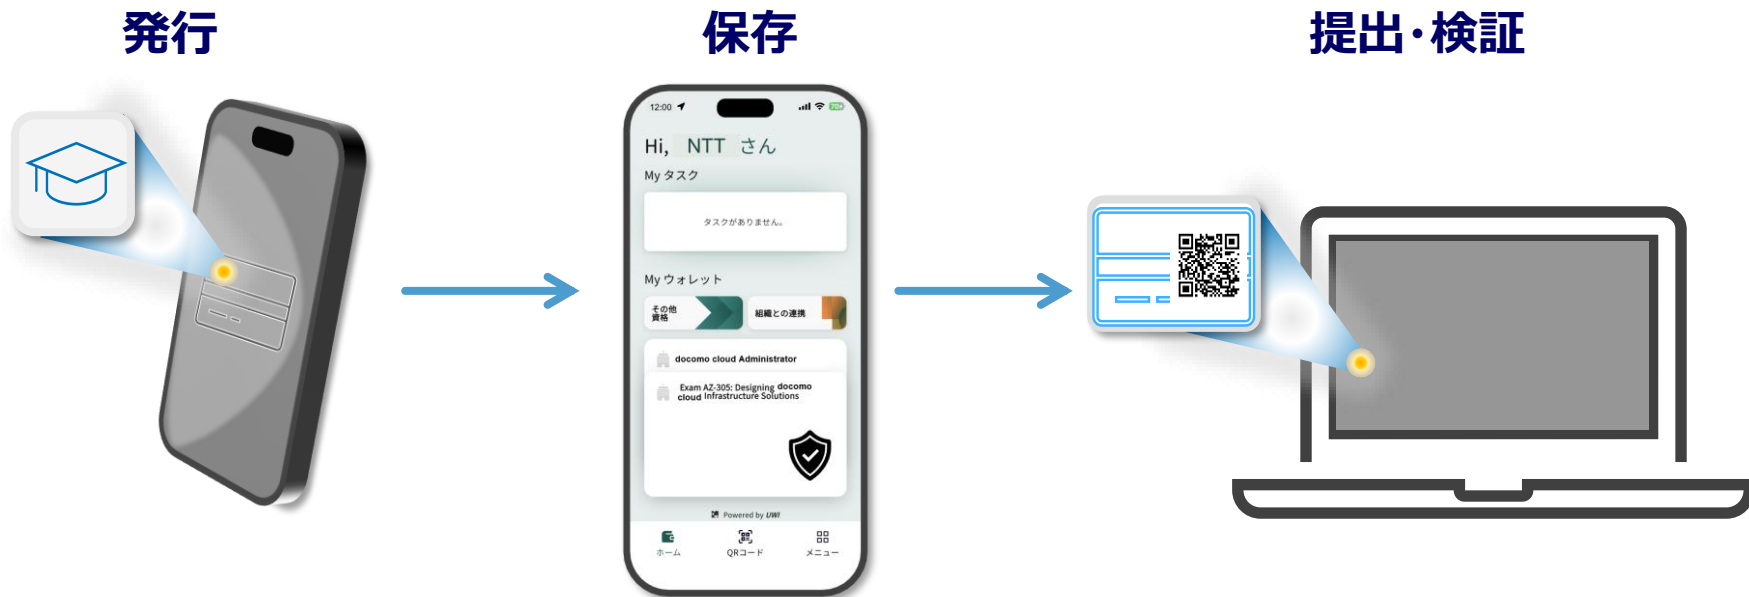 発行
保存
提出・検証
12:00
70
Hi, NTT さん
My タスク
タスクがありません。
My ウォレット
その他
資格
組織との連携
docomo cloud Administrator
Exam AZ-305: Designing docomo
cloud Infrastructure Solutions
Powered by UWI
ホーム
QRコード
メニュー